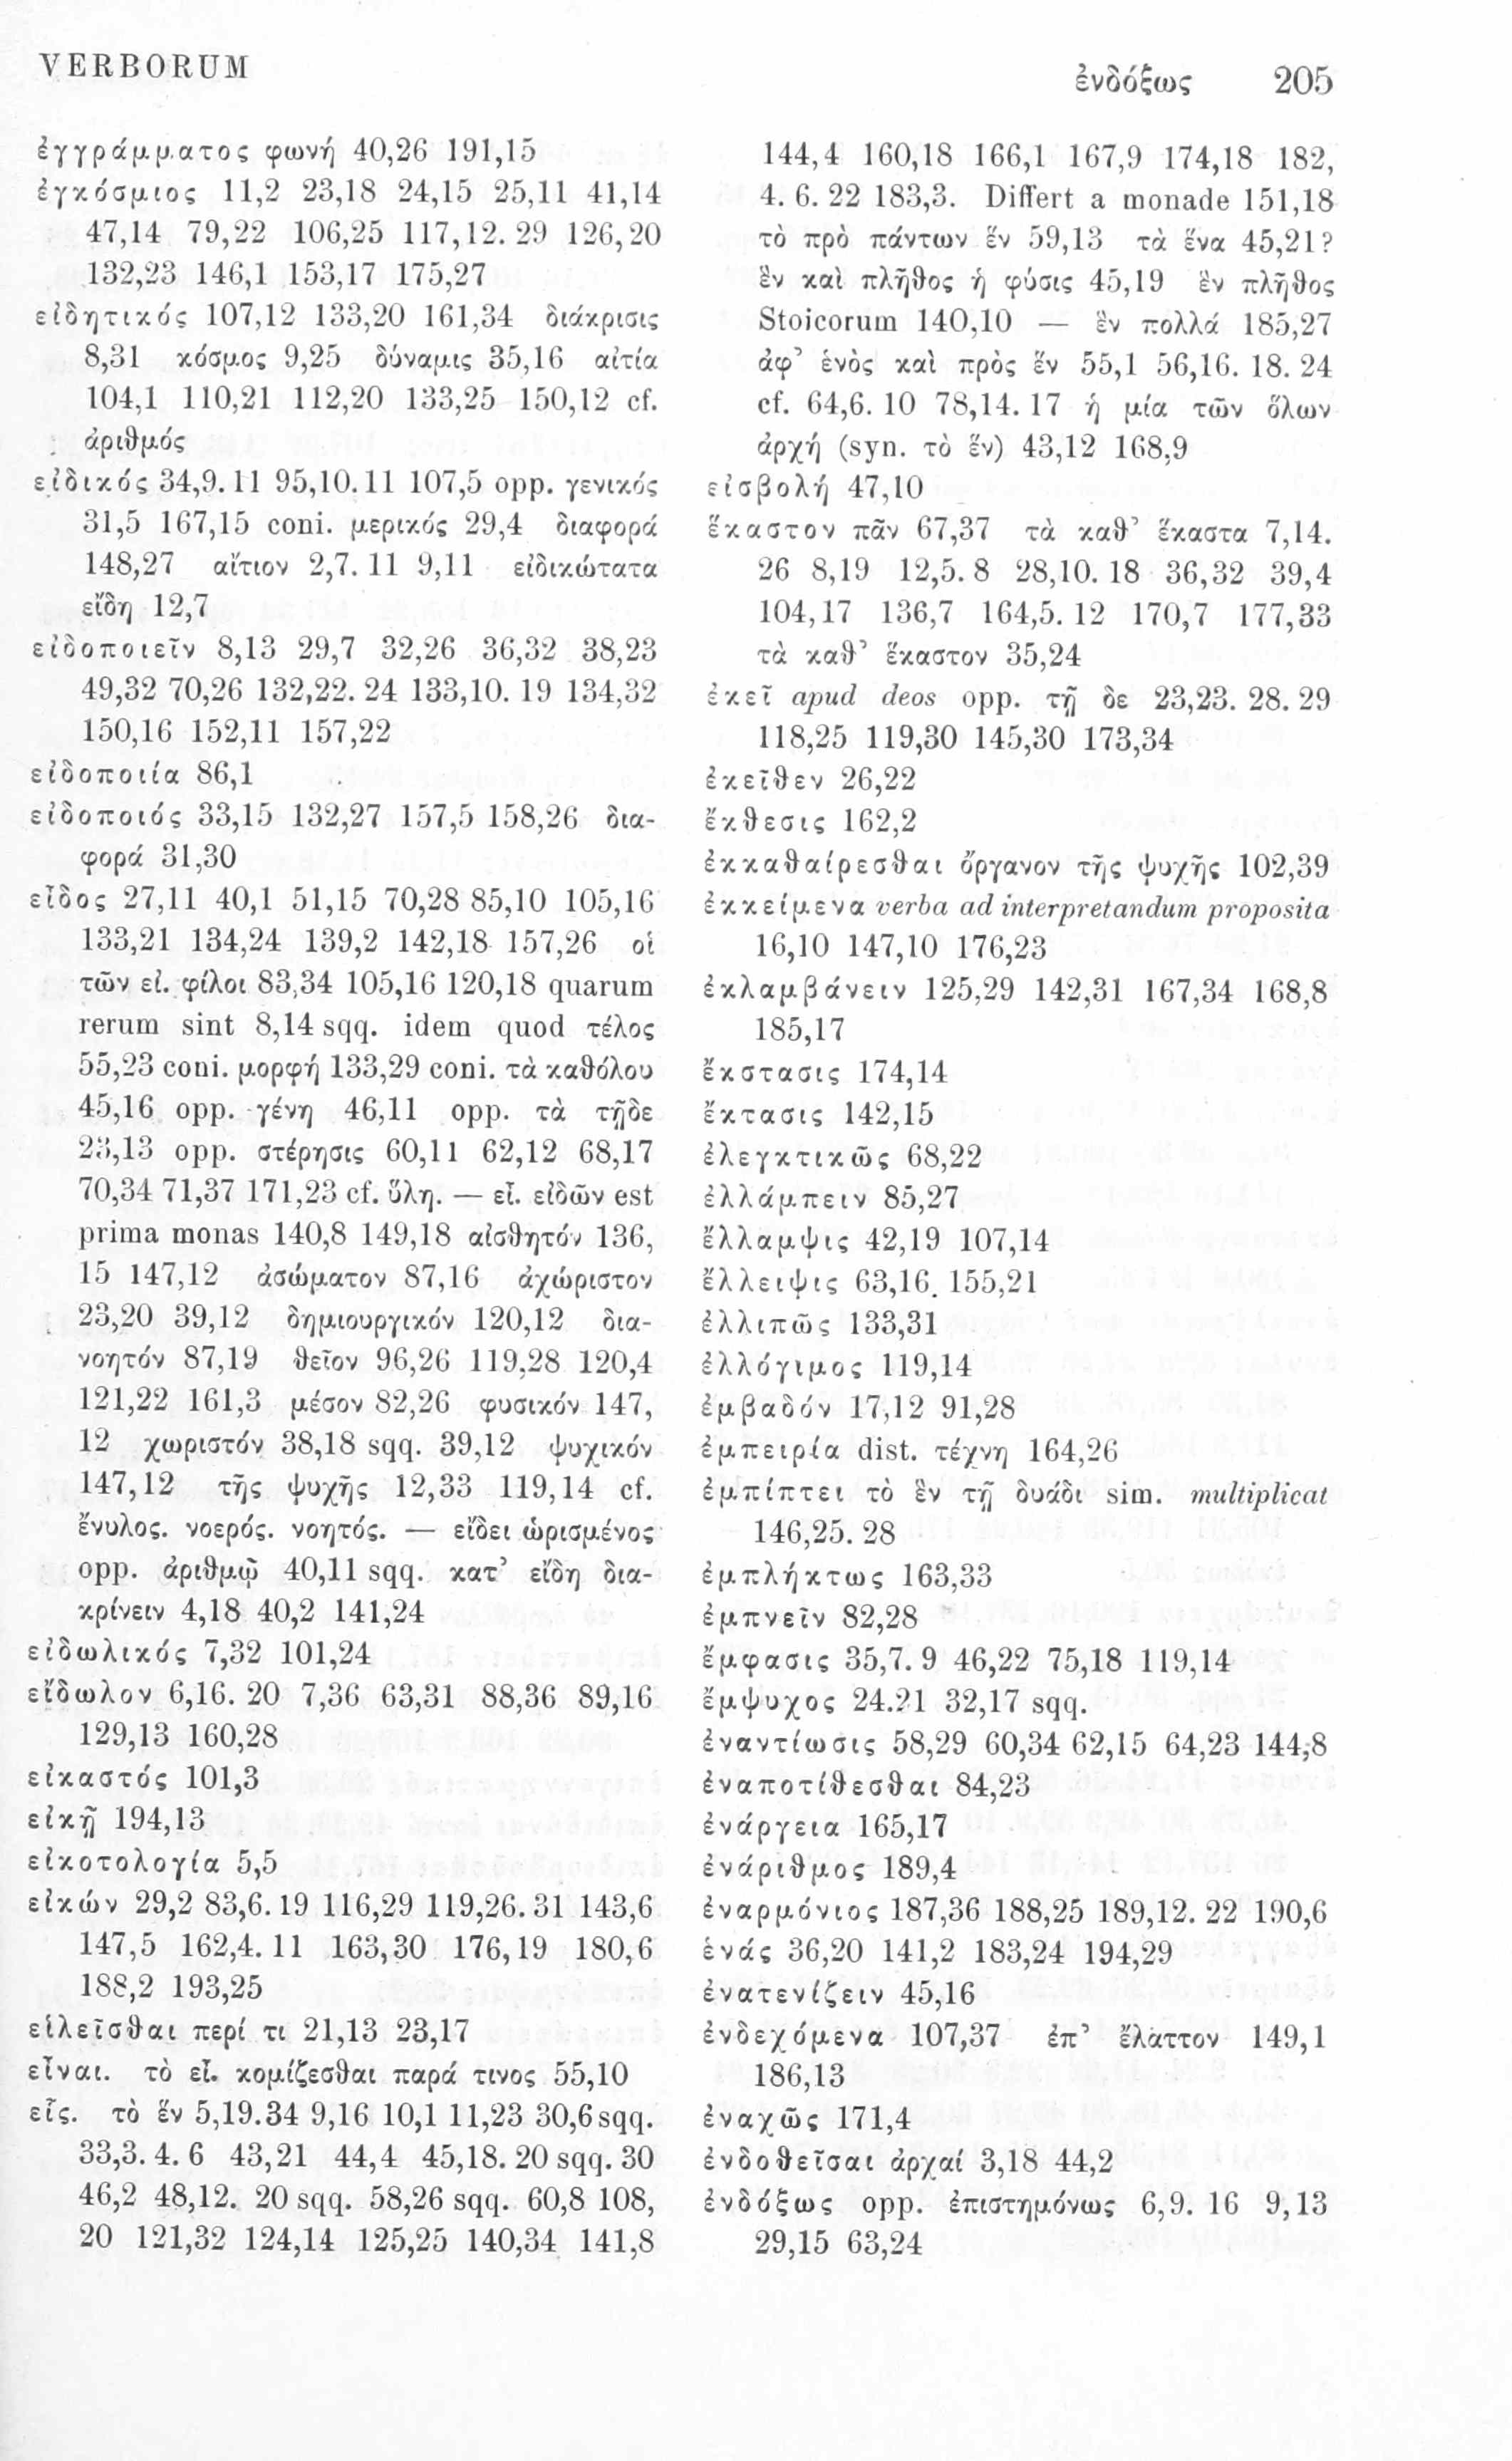 VERBORUM
ἐνδόξως 205
ἐγγράμματος φωνή 40,26 191,15
ἐγκόσμιος 11,2 23,18 24,15 25,11 41,14
47,14 79,22 106,25 117,12. 29 126,20
132,23 146,1 153,17 175,27
εἰδητικός 107,12 133,20 161,34 διάκρισις
8,31 κόσμος 9,25 δύναμις 35,16 αἰτία
104,1 110,21 112,20 133,25 150,12 cf.
ἀριθμός
εἰδικός 34,9. 11 95,10. 11 107,5 opp. γενικός
31,5 167,15 coni. μερικός 29,4 διαφορά
148,27 αἴτιον 2,7. 11 9,11 εἰδικώτατα
εἴδη 12,7
εἰδοποιεῖν 8,13 29,7 32,26 36,32 38,23
49,32 70,26 132,22. 24 133,10. 19 134,32
150,16 152,11 157,22
εἰδοποιία 86,1
εἰδοποιός 33,15 132,27 157,5 158,26 δια-
φορά 31,30
εἶδος 27,11 40,1 51,15 70,28 85,10 105,16
133,21 134,24 139,2 142,18 157,26 οἱ
τῶν εἰ. φίλοι 83,34 105,16 120,18 quarum
rerum sint 8,14 sqq. idem quod τέλος
55,23 coni. μορφή 133,29 coni. τὰ καθόλου
45,16 opp. γένη 46,11 opp. τὰ τῇδε
23,13 opp. στέρησις 60,11 62,12 68,17
70,34 71,37 171,23 cf. ὕλη. — εἶ. εἰδῶν est
prima monas 140,8 149,18 αἰσθητόν 136,
15 147,12 ἀσώματον 87,16 ἀχώριστον
23,20 39,12 δημιουργικόν 120,12 δια-
νοητόν 87,19 θεῖον 96,26 119,28 120,4
121,22 161,3 μέσον 82,26 φυσικόν 147,
12 χωριστόν 38,18 sqq. 39,12 ψυχικόν
147,12 τῆς ψυχῆς 12,33 119,14 cf.
ἔνυλος. νοερός. νοητός. — εἴδει ὡρισμένος
opp. ἀριθμῷ 40,11 sqq. κατ’ εἴδη δια-
κρίνειν 4,18 40,2 141,24
εἰδωλικός 7,32 101,24
εἴδωλον 6,16. 20 7,36 63,31 88,36 89,16
129,13 160,28
εἰκαστός 101,3
εἰκῇ 194,13
εἰκοτολογία 5,5
εἰκών 29,2 83,6. 19 116,29 119,26. 31 143,6
147,5 162,4. 11 163,30 176,19 180,6
188,2 193,25
εἱλεῖσθαι περί τι 21,13 23,17
εἶναι. τὸ εἶ. κομίζεσθαι παρά τινος 55,10
εἷς. τὸ ἕν 5,19. 34 9,16 10,1 11,23 30,6 sqq.
33,3. 4. 6 43,21 44,4 45,18. 20 sqq. 30
46,2 48,12. 20 sqq. 58,26 sqq. 60,8 108,
20 121,32 124,14 125,25 140,34 141,8
144,4 160,18 166,1 167,9 174,18 182,
4. 6. 22 183,3. Differt a monade 151,18
τὸ πρὸ πάντων ἕν 59,13 τὰ ἕνα 45,21?
ἓν καὶ πλῆθος ἡ φύσις 45,19 ἓν πλῆθος
Stoicorum 140,10 — ἓν πολλά 185,27
ἀφ’ ἑνὸς καὶ πρὸς ἕν 55,1 56,16. 18. 24
cf. 64,6. 10 78,14. 17 ἡ μία τῶν ὅλων
ἀρχή (syn. τὸ ἕν) 43,12 168,9
εἰσβολή 47,10
ἕκαστον πᾶν 67,37 τὰ καθ’ ἕκαστα 7,14.
26 8,19 12,5. 8 28,10. 18 36,32 39,4
104,17 136,7 164,5. 12 170,7 177,33
τὰ καθ’ ἕκαστον 35,24
ἐκεῖ apud deos opp. τῇ δε 23,23. 28. 29
118,25 119,30 145,30 173,34
ἐκεῖθεν 26,22
ἔκθεσις 162,2
ἐκκαθαίρεσθαι ὄργανον τῆς ψυχῆς 102,39
ἐκκείμενα verba ad interpretandum proposita
16,10 147,10 176,23
ἐκλαμβάνειν 125,29 142,31 167,34 168,8
185,17
ἔκστασις 174,14
ἔκτασις 142,15
ἐλεγκτικῶς 68,22
ἐλλάμπειν 85,27
ἔλλαμψις 42,19 107,14
ἔλλειψις 63,16. 155,21
ἐλλιπῶς 133,31
ἐλλόγιμος 119,14
ἐμβαδόν 17,12 91,28
ἐμπειρία dist. τέχνη 164,26
ἐμπίπτει τὸ ἓν τῇ δυάδι sim. multiplicat
146,25. 28
ἐμπλήκτως 163,33
ἐμπνεῖν 82,28
ἔμφασις 35,7. 9 46,22 75,18 119,14
ἔμψυχος 24.21 32,17 sqq.
ἐναντίωσις 58,29 60,34 62,15 64,23 144,8
ἐναποτίθεσθαι 84,23
ἐνάργεια 165,17
ἐνάριθμος 189,4
ἐναρμόνιος 187,36 188,25 189,12. 22 190,6
ἑνάς 36,20 141,2 183,24 194,29
ἐνατενίζειν 45,16
ἐνδεχόμενα 107,37 ἐπ’ ἔλαττον 149,1
186,13
ἑναχῶς 171,4
ἐνδοθεῖσαι ἀρχαί 3,18 44,2
ἐνδόξως opp. ἐπιστημόνως 6,9. 16 9,13
29,15 63,24